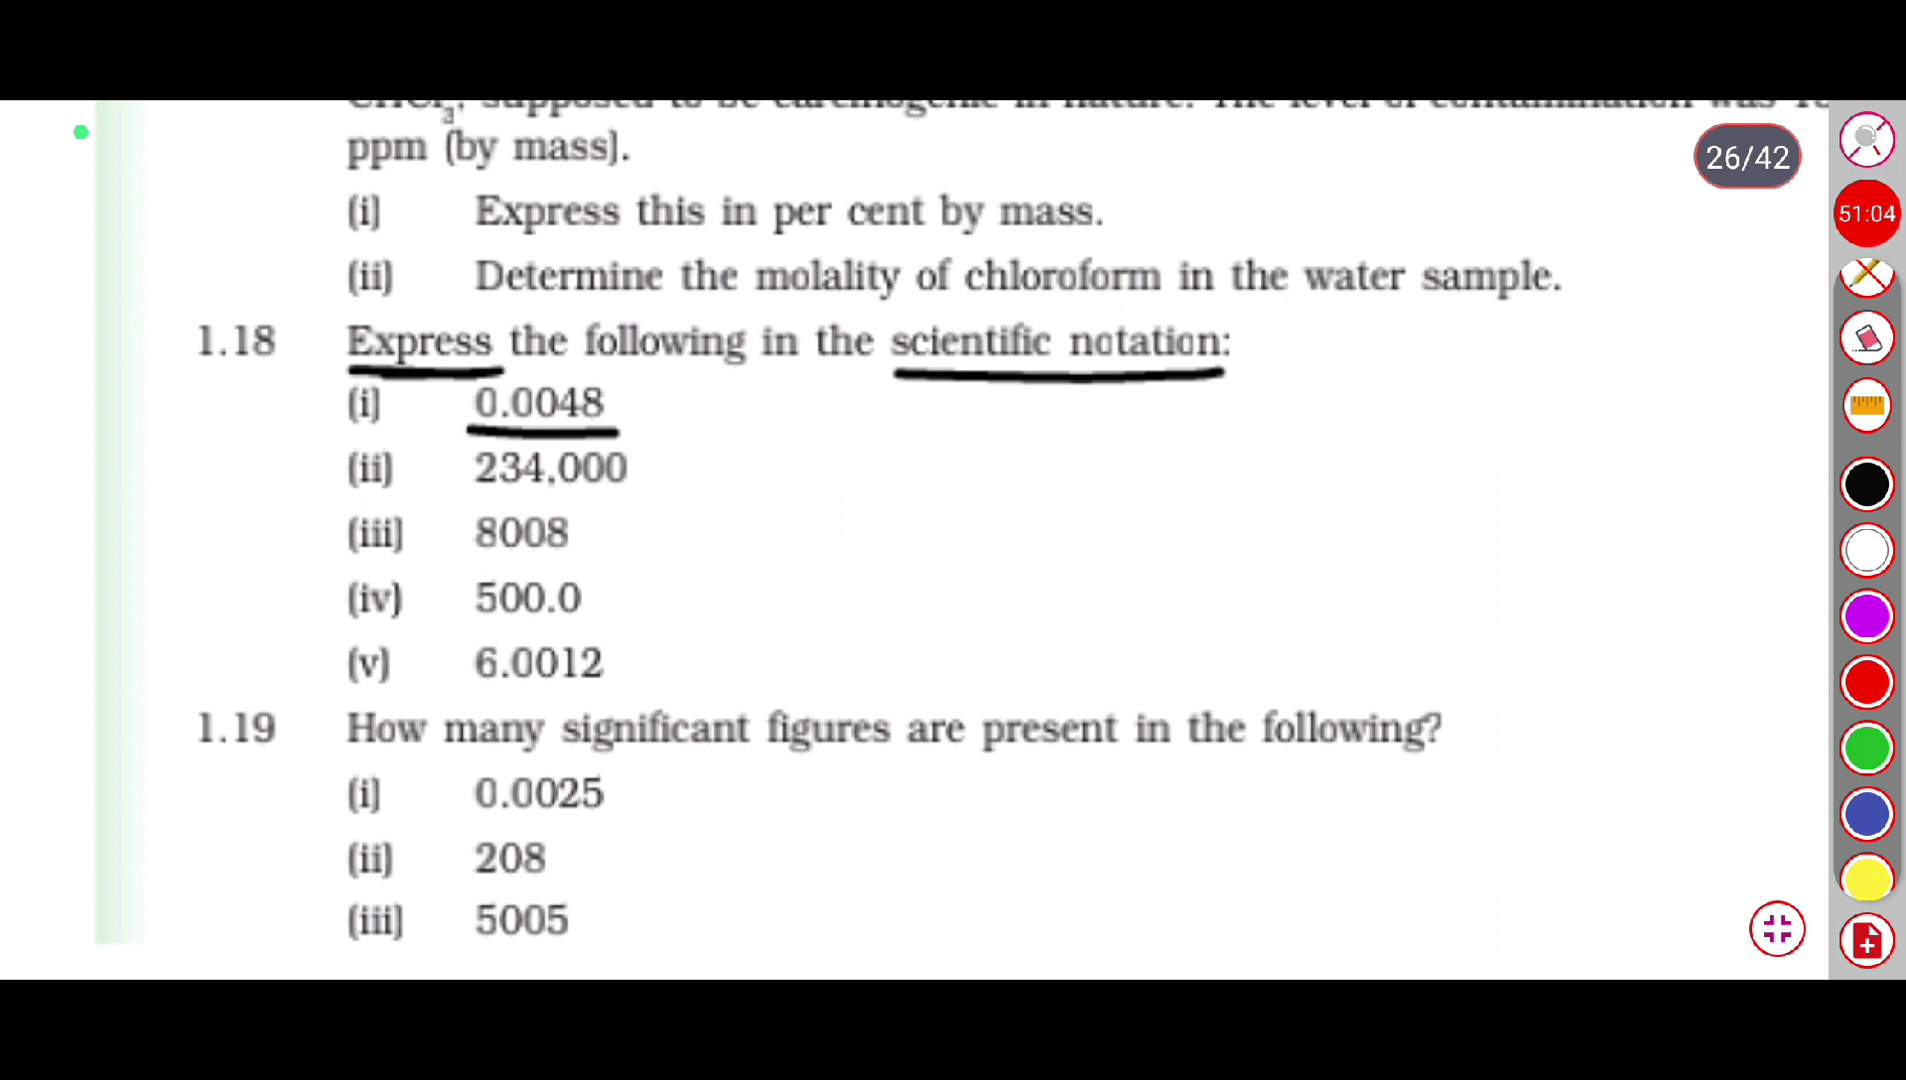 ppm (by mass).
(i) Express this in per cent by mass.
(ii) Determine the molality of chloroform in the water sample.
1.18 Express the following in the scientific notation:
(i) 0.0048
(ii) 234,000
(iii) 8008
(iv) 500.0
(v) 6.0012
1.19 How many significant figures are present in the following?
(i) 0.0025
(ii) 208
(iii) 5005
26/42
51:04